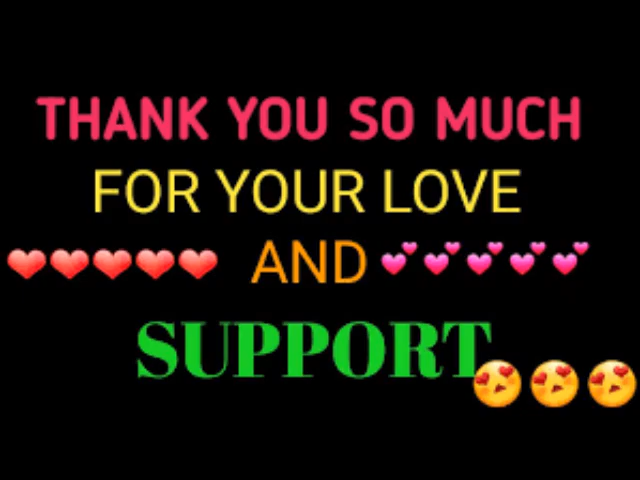 THANK YOU SO MUCH
FOR YOUR LOVE
❤❤❤❤❤ AND 💕💕💕💕💕
SUPPORT 😍😍😍